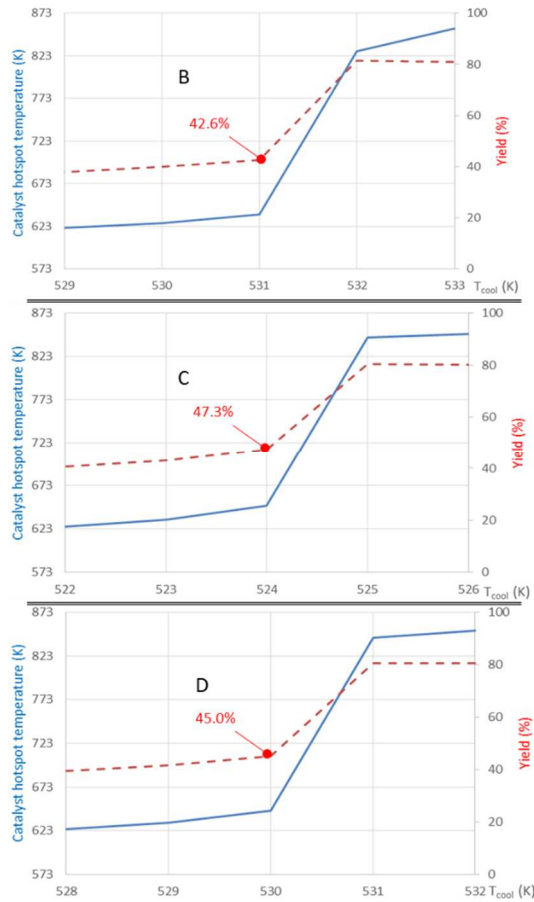 Catalyst hotspot temperature (K)
873
823
773
723
673
623
573
B
42.6%
100
80
60
40
20
0
Yield (%)
529 530 531 532 533
T_cool (K)
Catalyst hotspot temperature (K)
873
823
773
723
673
623
573
C
47.3%
100
80
60
40
20
0
Yield (%)
522 523 524 525 526
T_cool (K)
Catalyst hotspot temperature (K)
873
823
773
723
673
623
573
D
45.0%
100
80
60
40
20
0
Yield (%)
528 529 530 531 532
T_cool (K)